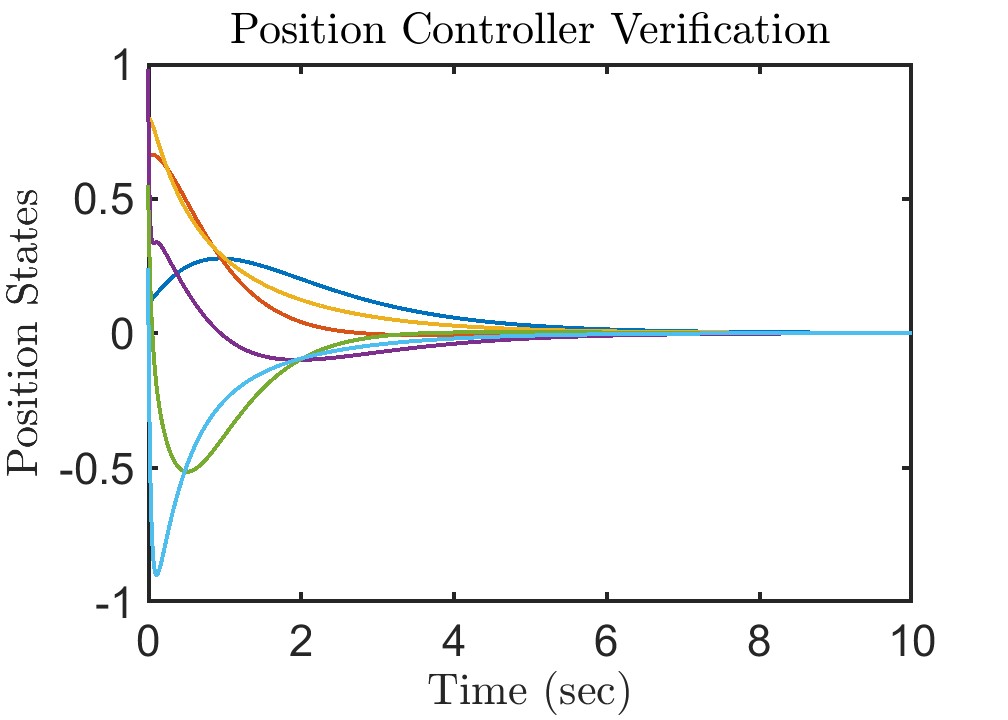 Position Controller Verification
Position States
1
0.5
0
-0.5
-1
0 2 4 6 8 10
Time (sec)